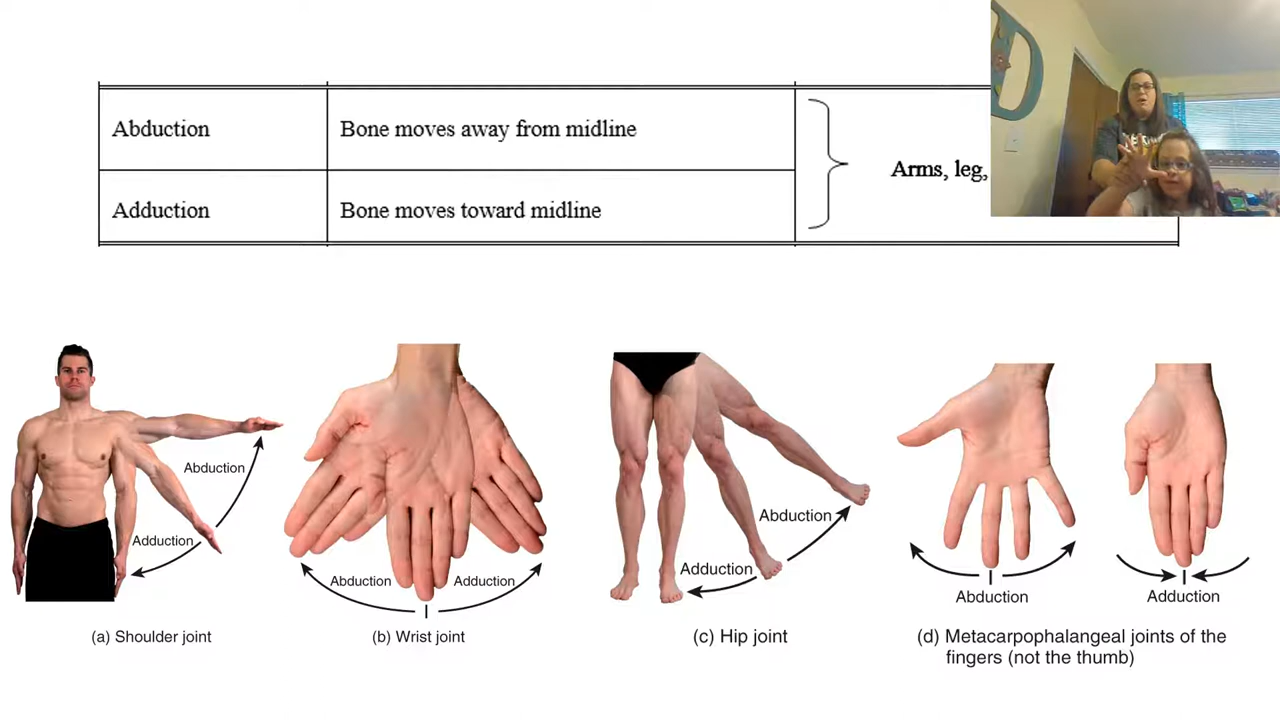 Abduction
Bone moves away from midline
Adduction
Bone moves toward midline
Arms, leg,
Abduction
Adduction
(a) Shoulder joint
Abduction
Adduction
(b) Wrist joint
Abduction
Adduction
(c) Hip joint
Abduction
Adduction
(d) Metacarpophalangeal joints of the
fingers (not the thumb)